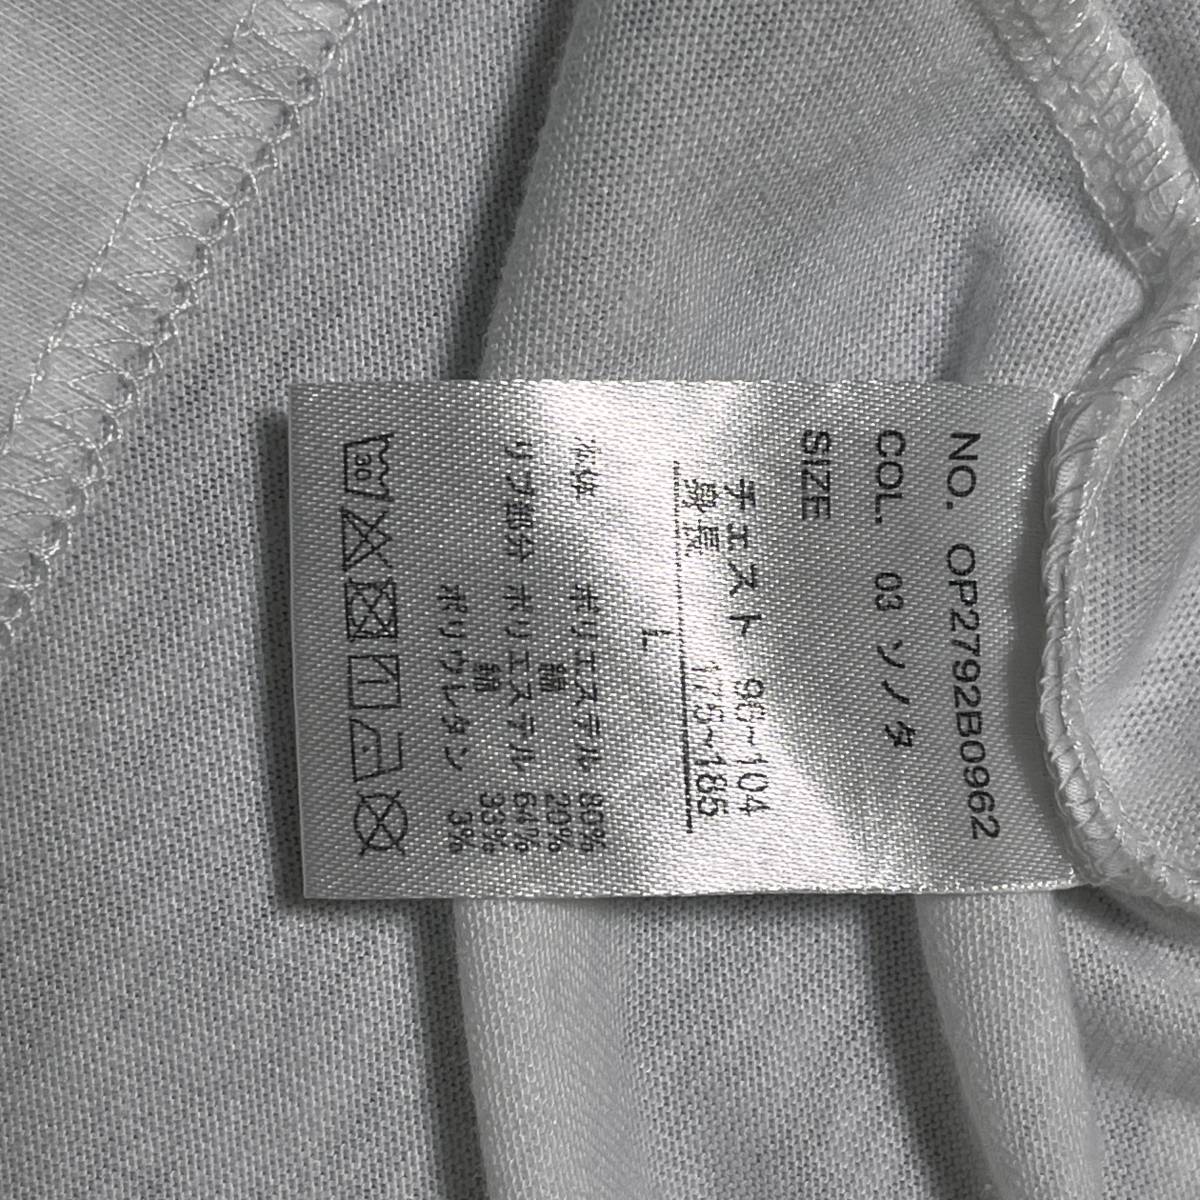 NO. OP2792B0962
COL. 03 ソノタ
SIZE
チエスト 96~104
身長 175~185
L
本体 ポリエステル 80%
綿 20%
リブ部分 ポリエステル 64%
綿 33%
ポリウレタン 3%